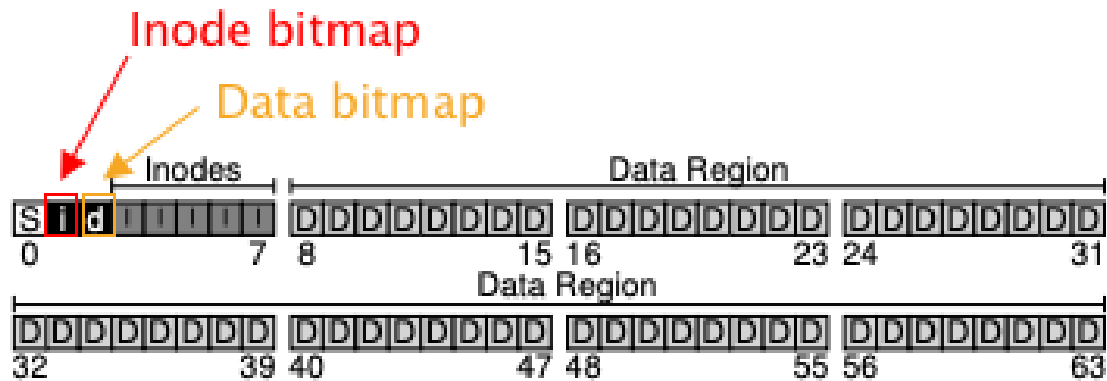 Inode bitmap
Data bitmap
Inodes Data Region
S i d I I I I I D D D D D D D D D D D D D D D D D D D D D D D D
0 7 8 15 16 23 24 31
Data Region
D D D D D D D D D D D D D D D D D D D D D D D D D D D D D D D D
32 39 40 47 48 55 56 63